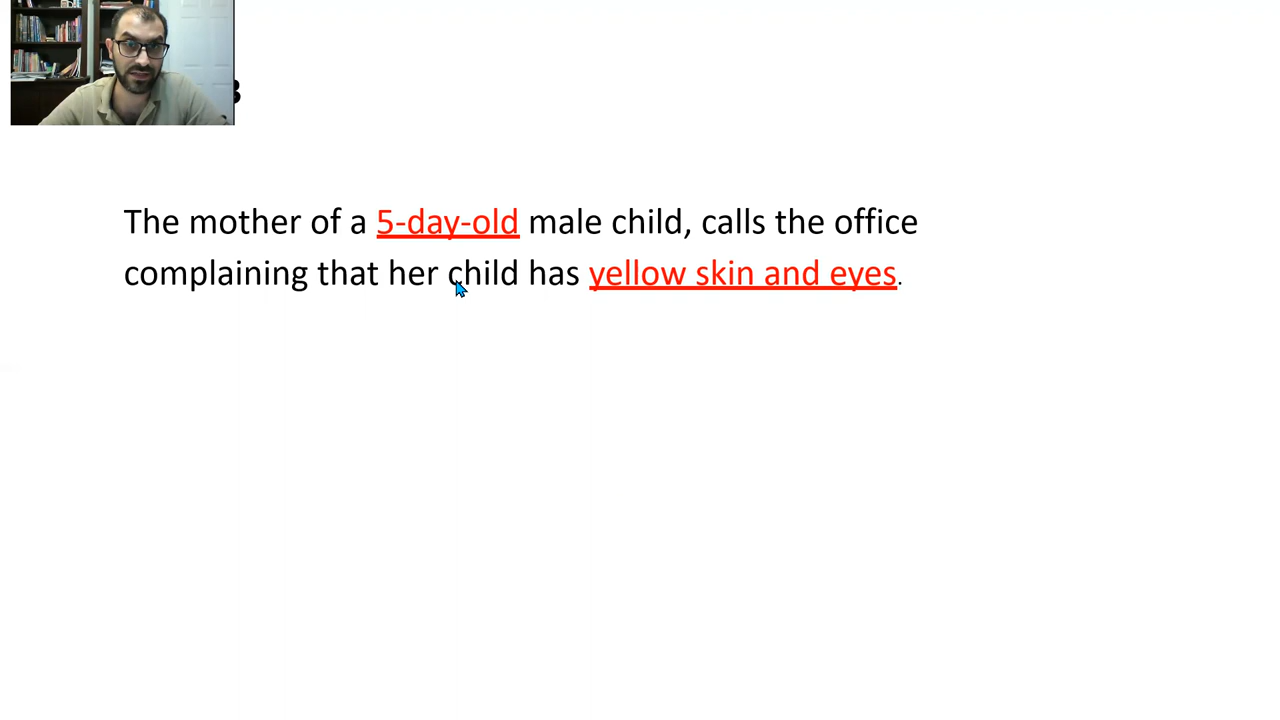 The mother of a 5-day-old male child, calls the office
complaining that her child has yellow skin and eyes.